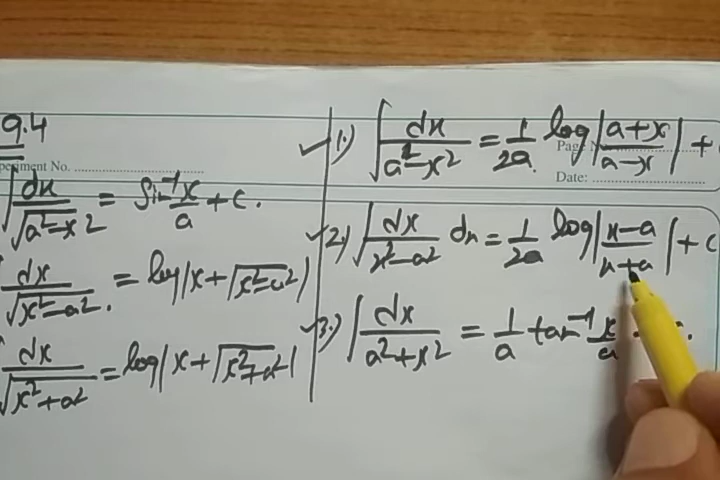 9.4
periment No.
∫dx/√(a²-x²) = Sin⁻¹ x/a + c.
∫dx/√(x²-a²). = log|x + √(x²-a²)|
∫dx/√(x²+a²) = log|x + √(x²+a²)|
✓ 1.) ∫dx/(a²-x²) = 1/2a log|(a+x)/(a-x)| +
Page N
Date:
✓ 2.) ∫dx/(x²-a²) dx = 1/2a log|(x-a)/(x+a)| + c
✓ 3.) ∫dx/(a²+x²) = 1/a tan⁻¹ x/a